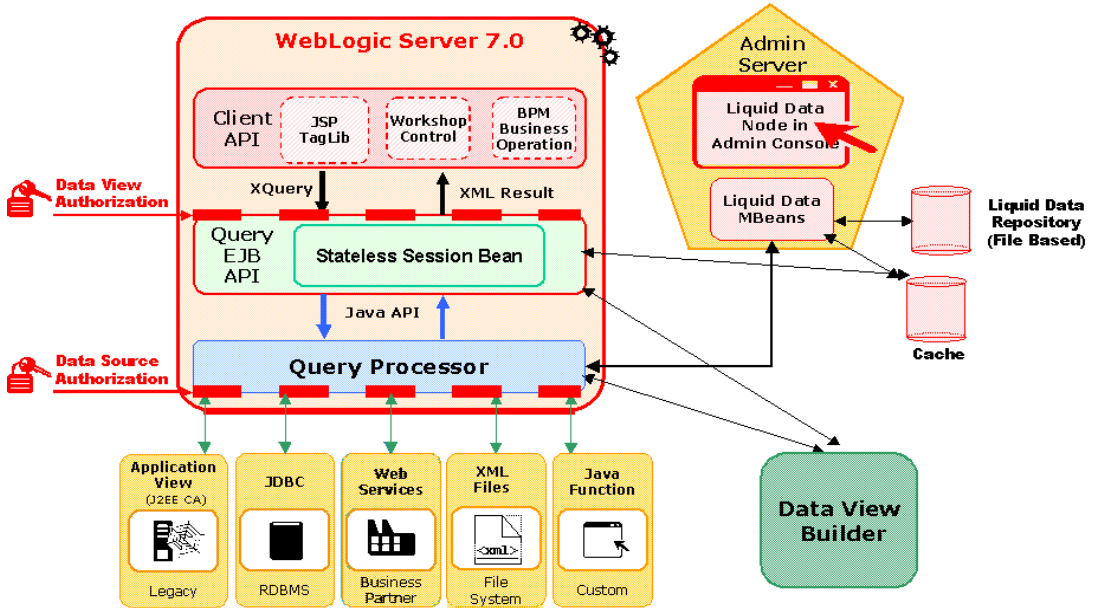 WebLogic Server 7.0
Client
API
JSP
TagLib
Workshop
Control
BPM
Business
Operation
XQuery
XML Result
Data View
Authorization
Query
EJB
API
Stateless Session Bean
Java API
Data Source
Authorization
Query Processor
Admin
Server
Liquid Data
Node in
Admin Console
Liquid Data
MBeans
Liquid Data
Repository
(File Based)
Cache
Application
View
(J2EE CA)
Legacy
JDBC
RDBMS
Web
Services
Business
Partner
XML
Files
<xml>
File
System
Java
Function
Custom
Data View
Builder